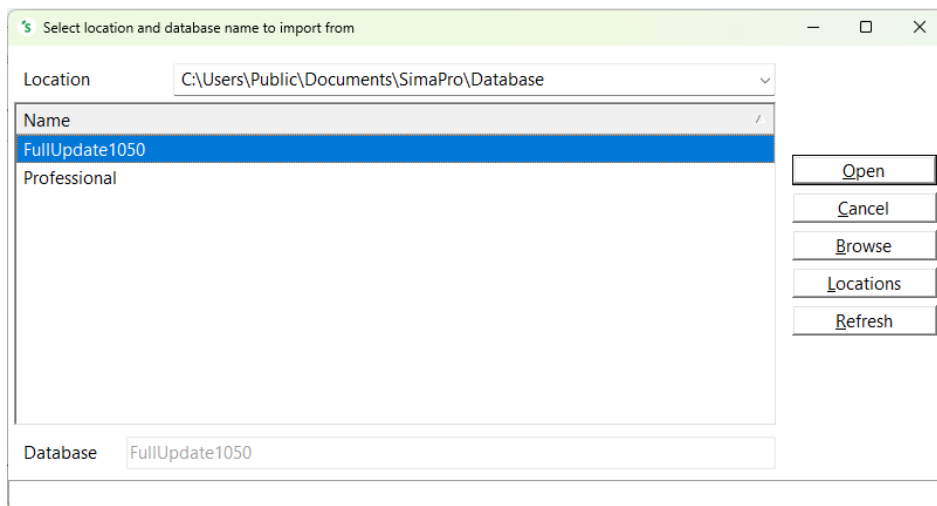 Select location and database name to import from
Location C:\Users\Public\Documents\SimaPro\Database
Name
FullUpdate1050
Professional
Open
Cancel
Browse
Locations
Refresh
Database FullUpdate1050